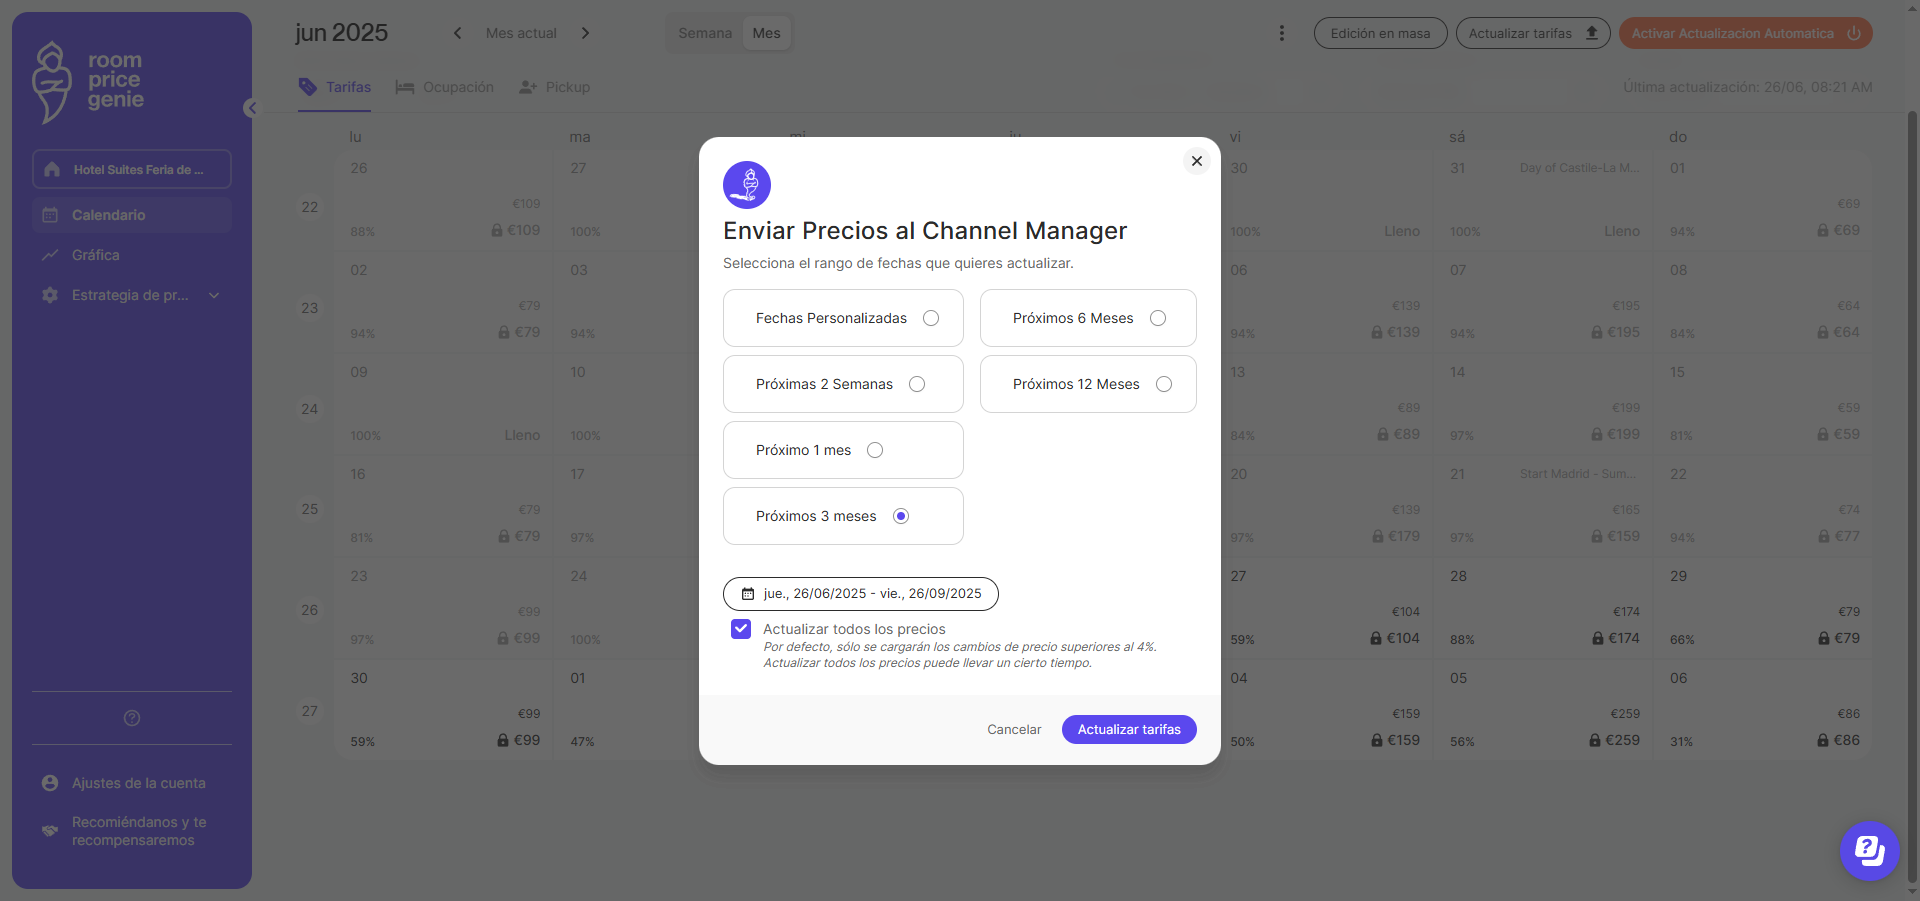 room
price
genie
Hotel Suites Feria de ...
Calendario
Gráfica
Estrategia de pr...
Ajustes de la cuenta
Recomiéndanos y te
recompensaremos
jun 2025
Mes actual
Semana
Mes
Edición en masa
Actualizar tarifas
Activar Actualizacion Automatica
Tarifas
Ocupación
Pickup
Última actualización: 26/06, 08:21 AM
lu
ma
vi
sá
do
22
26
€109
88%
€109
27
100%
30
100%
Lleno
31
Day of Castile-La M...
100%
Lleno
01
€69
94%
€69
23
02
€79
94%
€79
03
94%
06
€139
94%
€139
07
€195
94%
€195
08
€64
84%
€64
24
09
100%
Lleno
10
100%
13
€89
84%
€89
14
€199
97%
€199
15
€59
81%
€59
25
16
€79
81%
€79
17
97%
20
€139
97%
€179
21
Start Madrid - Sum...
€165
97%
€159
22
€74
94%
€77
26
23
€99
97%
€99
24
100%
27
€104
59%
€104
28
€174
88%
€174
29
€79
66%
€79
27
30
€99
59%
€99
01
47%
04
€159
50%
€159
05
€259
56%
€259
06
€86
31%
€86
Enviar Precios al Channel Manager
Selecciona el rango de fechas que quieres actualizar.
Fechas Personalizadas
Próximos 6 Meses
Próximas 2 Semanas
Próximos 12 Meses
Próximo 1 mes
Próximos 3 meses
jue., 26/06/2025 - vie., 26/09/2025
Actualizar todos los precios
Por defecto, sólo se cargarán los cambios de precio superiores al 4%.
Actualizar todos los precios puede llevar un cierto tiempo.
Cancelar
Actualizar tarifas